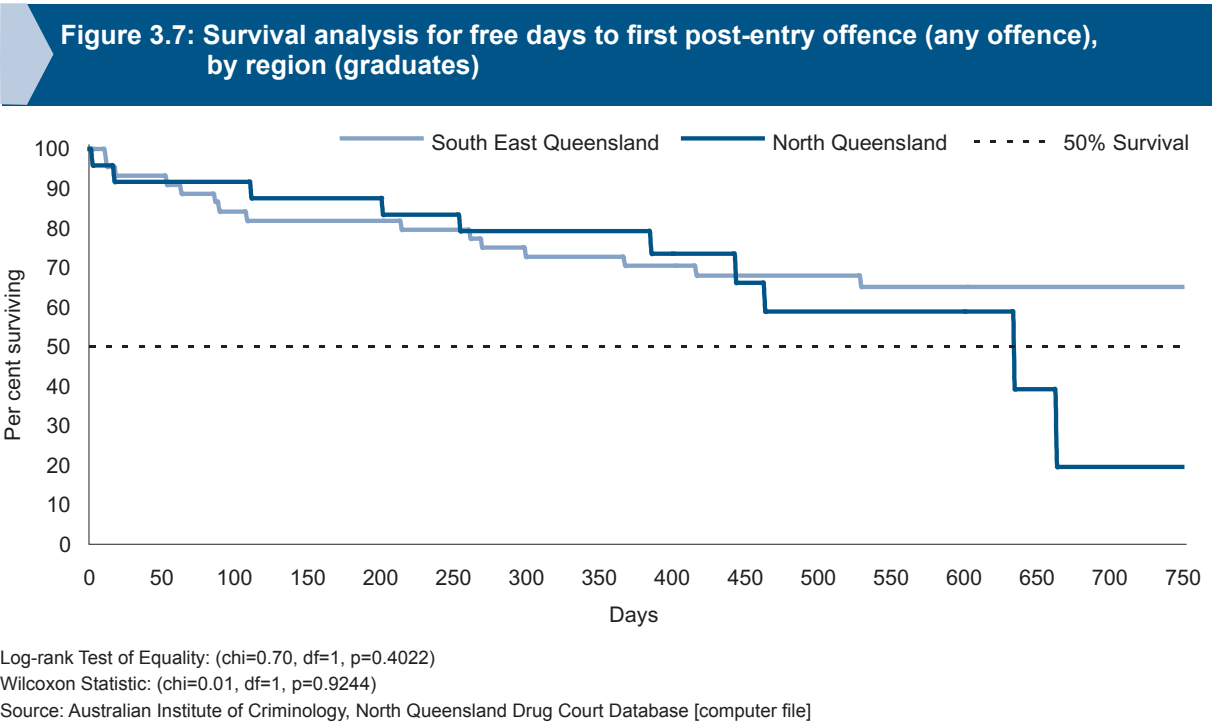 Figure 3.7: Survival analysis for free days to first post-entry offence (any offence),
by region (graduates)
South East Queensland North Queensland 50% Survival
Per cent surviving
100
90
80
70
60
50
40
30
20
10
0
0 50 100 150 200 250 300 350 400 450 500 550 600 650 700 750
Days
Log-rank Test of Equality: (chi=0.70, df=1, p=0.4022)
Wilcoxon Statistic: (chi=0.01, df=1, p=0.9244)
Source: Australian Institute of Criminology, North Queensland Drug Court Database [computer file]